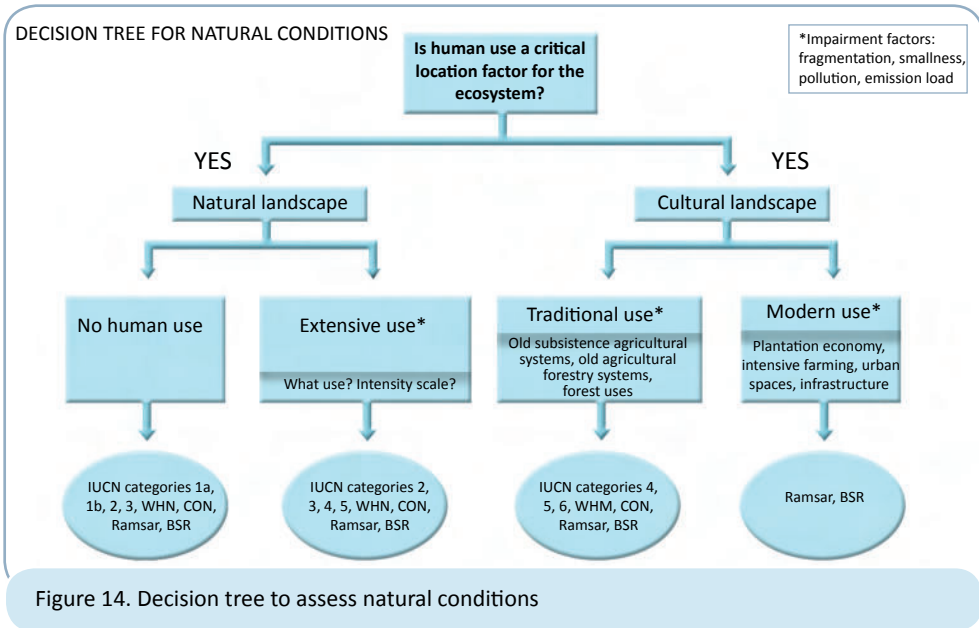 DECISION TREE FOR NATURAL CONDITIONS
Is human use a critical
location factor for the
ecosystem?
*Impairment factors:
fragmentation, smallness,
pollution, emission load
YES
YES
Natural landscape
Cultural landscape
No human use
Extensive use*
What use? Intensity scale?
Traditional use*
Old subsistence agricultural
systems, old agricultural
forestry systems,
forest uses
Modern use*
Plantation economy,
intensive farming, urban
spaces, infrastructure
IUCN categories 1a,
1b, 2, 3, WHN, CON,
Ramsar, BSR
IUCN categories 2,
3, 4, 5, WHN, CON,
Ramsar, BSR
IUCN categories 4,
5, 6, WHM, CON,
Ramsar, BSR
Ramsar, BSR
Figure 14. Decision tree to assess natural conditions